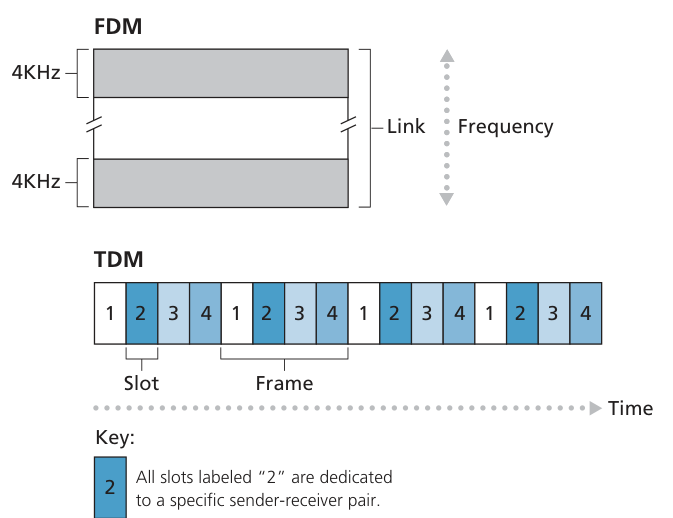 FDM
4KHz
Link
Frequency
4KHz
TDM
1 2 3 4 1 2 3 4 1 2 3 4 1 2 3 4
Slot
Frame
Time
Key:
2
All slots labeled “2” are dedicated
to a specific sender-receiver pair.